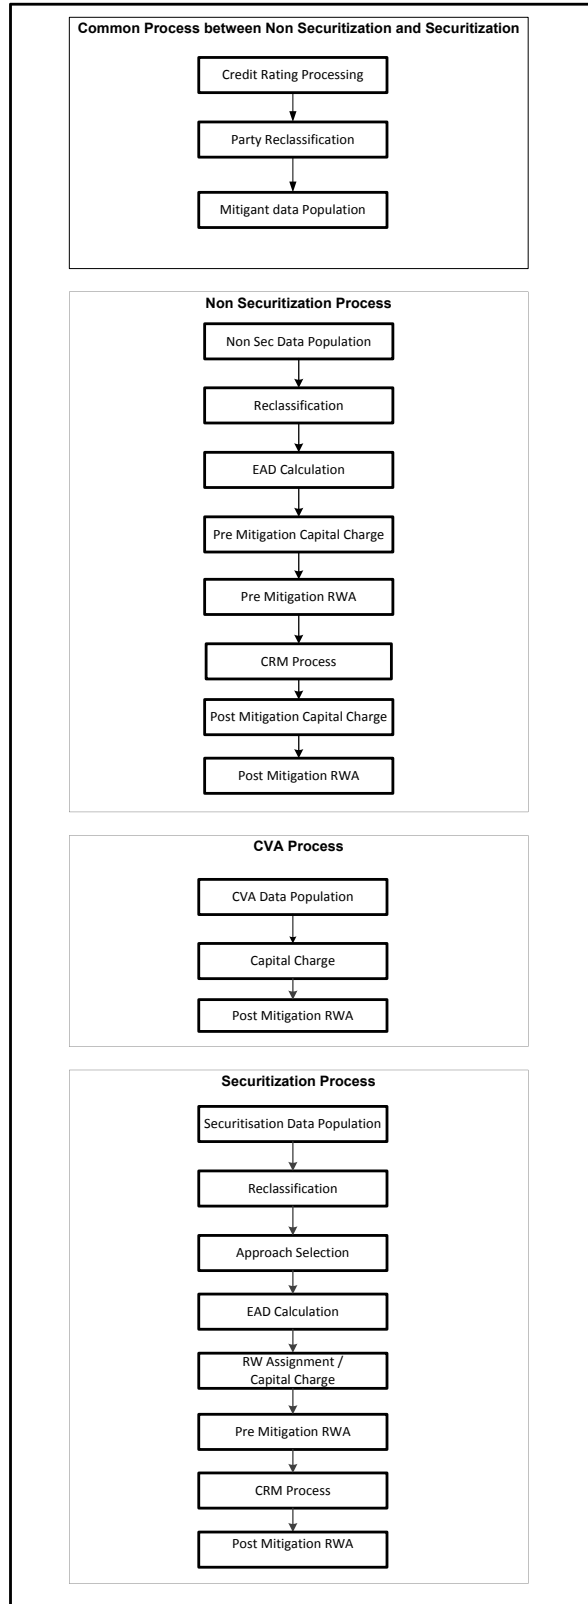 Common Process between Non Securitization and Securitization
Credit Rating Processing
Party Reclassification
Mitigant data Population
Non Securitization Process
Non Sec Data Population
Reclassification
EAD Calculation
Pre Mitigation Capital Charge
Pre Mitigation RWA
CRM Process
Post Mitigation Capital Charge
Post Mitigation RWA
CVA Process
CVA Data Population
Capital Charge
Post Mitigation RWA
Securitization Process
Securitisation Data Population
Reclassification
Approach Selection
EAD Calculation
RW Assignment /
Capital Charge
Pre Mitigation RWA
CRM Process
Post Mitigation RWA